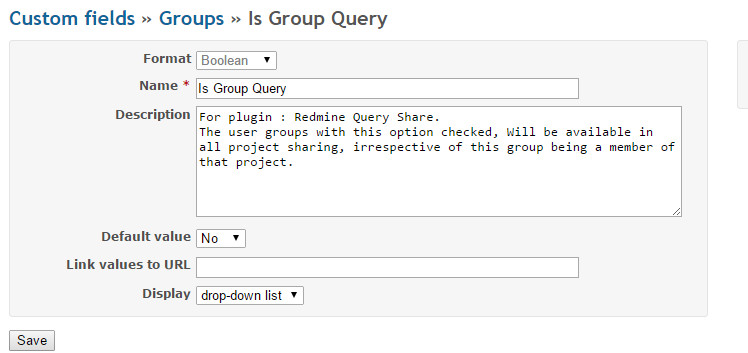 Custom fields » Groups » Is Group Query
Format Boolean
Name * Is Group Query
Description For plugin : Redmine Query Share.
The user groups with this option checked, Will be available in
all project sharing, irrespective of this group being a member of
that project.
Default value No
Link values to URL
Display drop-down list
Save